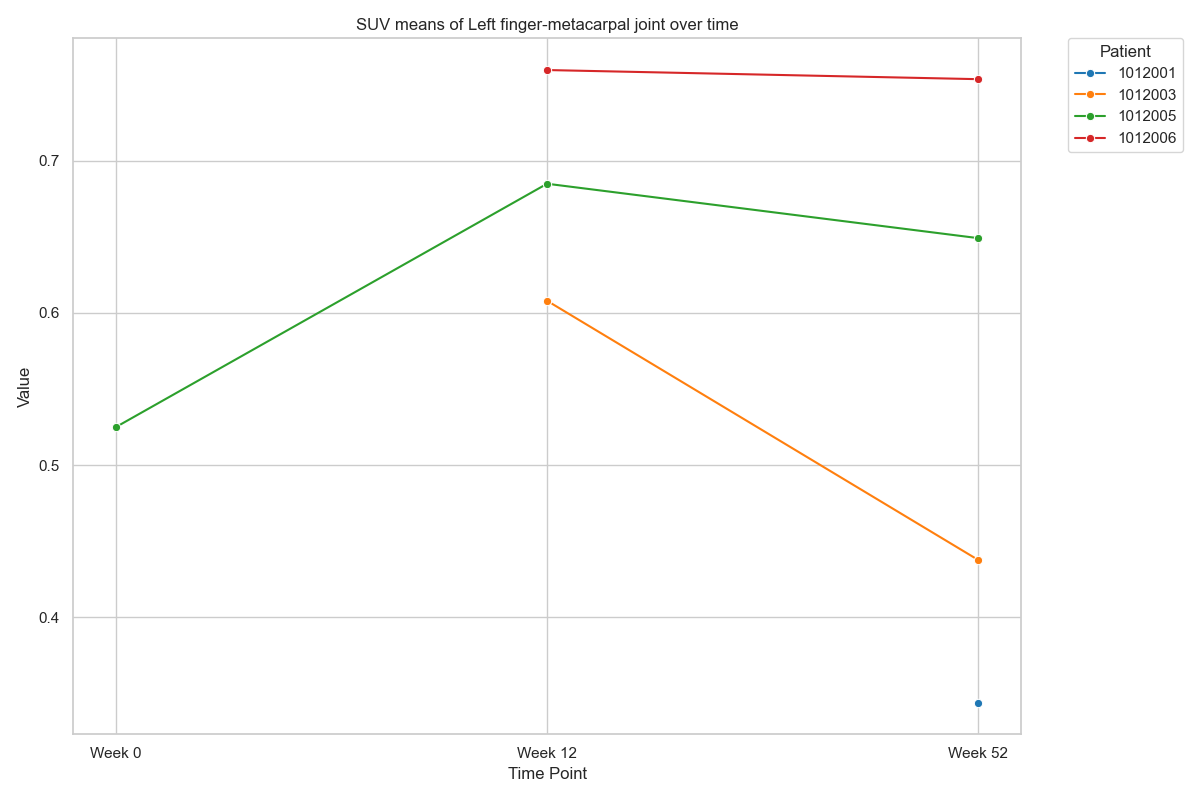 SUV means of Left finger-metacarpal joint over time
Patient
1012001
1012003
1012005
1012006
Value
0.7
0.6
0.5
0.4
Week 0
Week 12
Week 52
Time Point